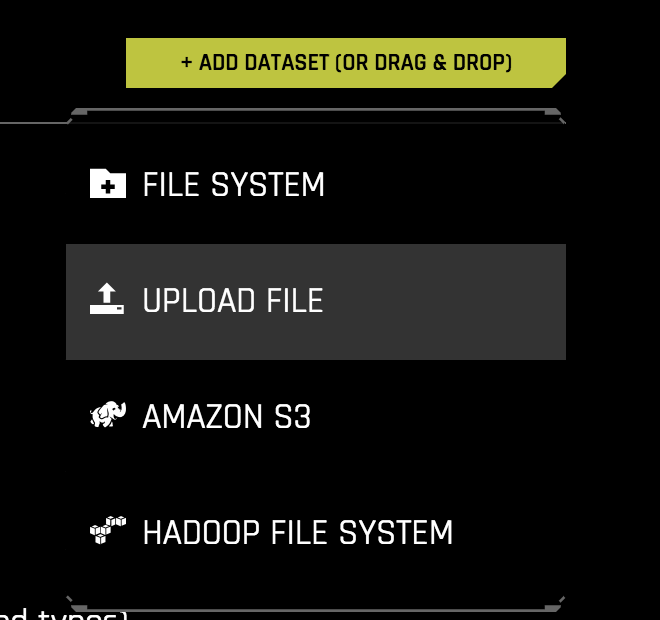 + ADD DATASET (OR DRAG & DROP)
FILE SYSTEM
UPLOAD FILE
AMAZON S3
HADOOP FILE SYSTEM